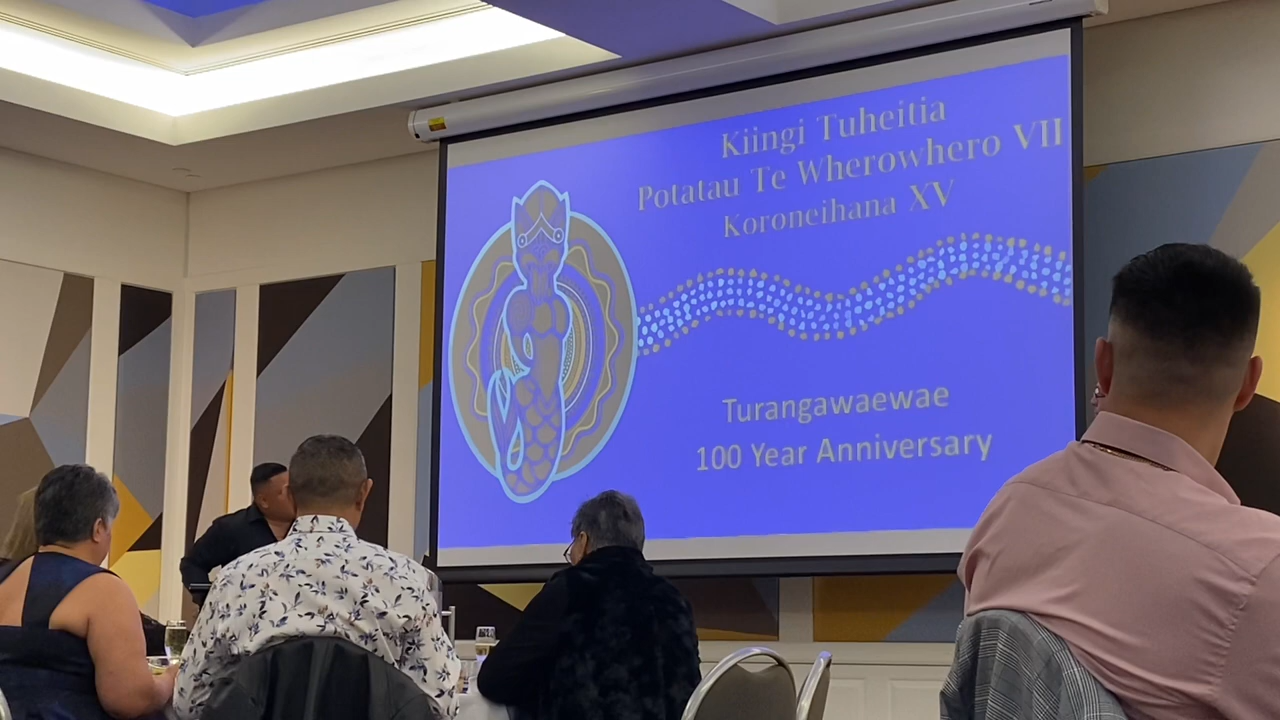 Kiingi Tuheitia
Potatau Te Wherowhero VII
Koroneihana XV
Turangawaewae
100 Year Anniversary